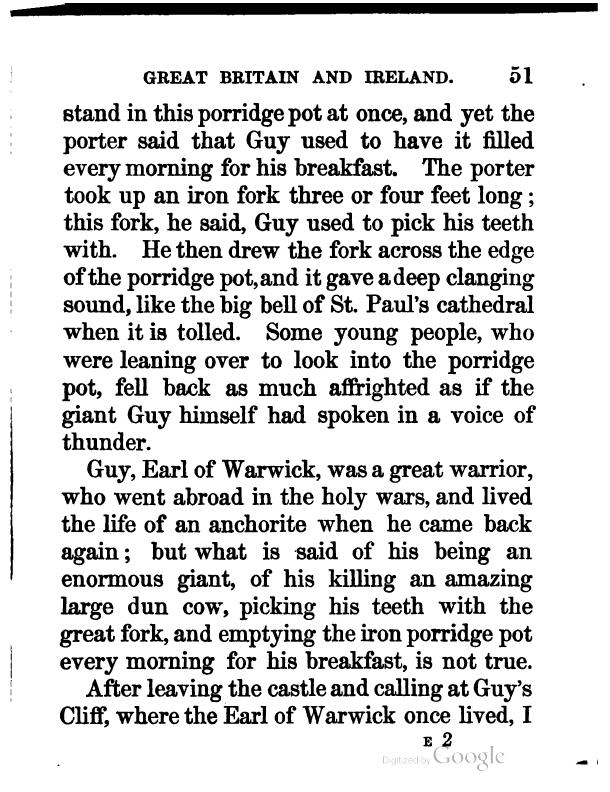 GREAT BRITAIN AND IRELAND. 51
stand in this porridge pot at once, and yet the
porter said that Guy used to have it filled
every morning for his breakfast. The porter
took up an iron fork three or four feet long;
this fork, he said, Guy used to pick his teeth
with. He then drew the fork across the edge
of the porridge pot, and it gave a deep clanging
sound, like the big bell of St. Paul's cathedral
when it is tolled. Some young people, who
were leaning over to look into the porridge
pot, fell back as much affrighted as if the
giant Guy himself had spoken in a voice of
thunder.
Guy, Earl of Warwick, was a great warrior,
who went abroad in the holy wars, and lived
the life of an anchorite when he came back
again; but what is said of his being an
enormous giant, of his killing an amazing
large dun cow, picking his teeth with the
great fork, and emptying the iron porridge pot
every morning for his breakfast, is not true.
After leaving the castle and calling at Guy's
Cliff, where the Earl of Warwick once lived, I
E 2
Digitized by Google